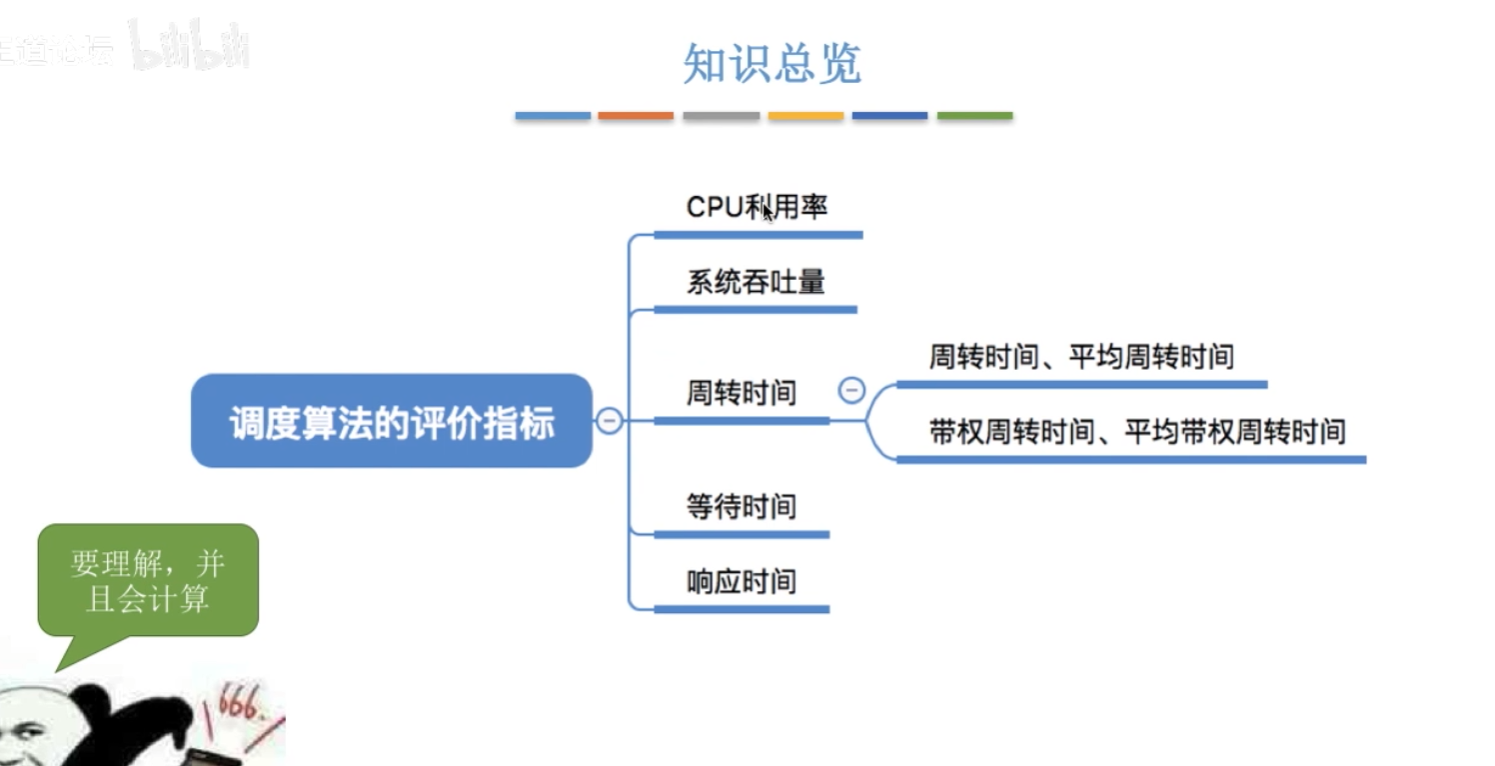 王道论坛 bilibili
知识总览
CPU利用率
系统吞吐量
周转时间、平均周转时间
周转时间
调度算法的评价指标
带权周转时间、平均带权周转时间
等待时间
响应时间
要理解，并
且会计算
666.